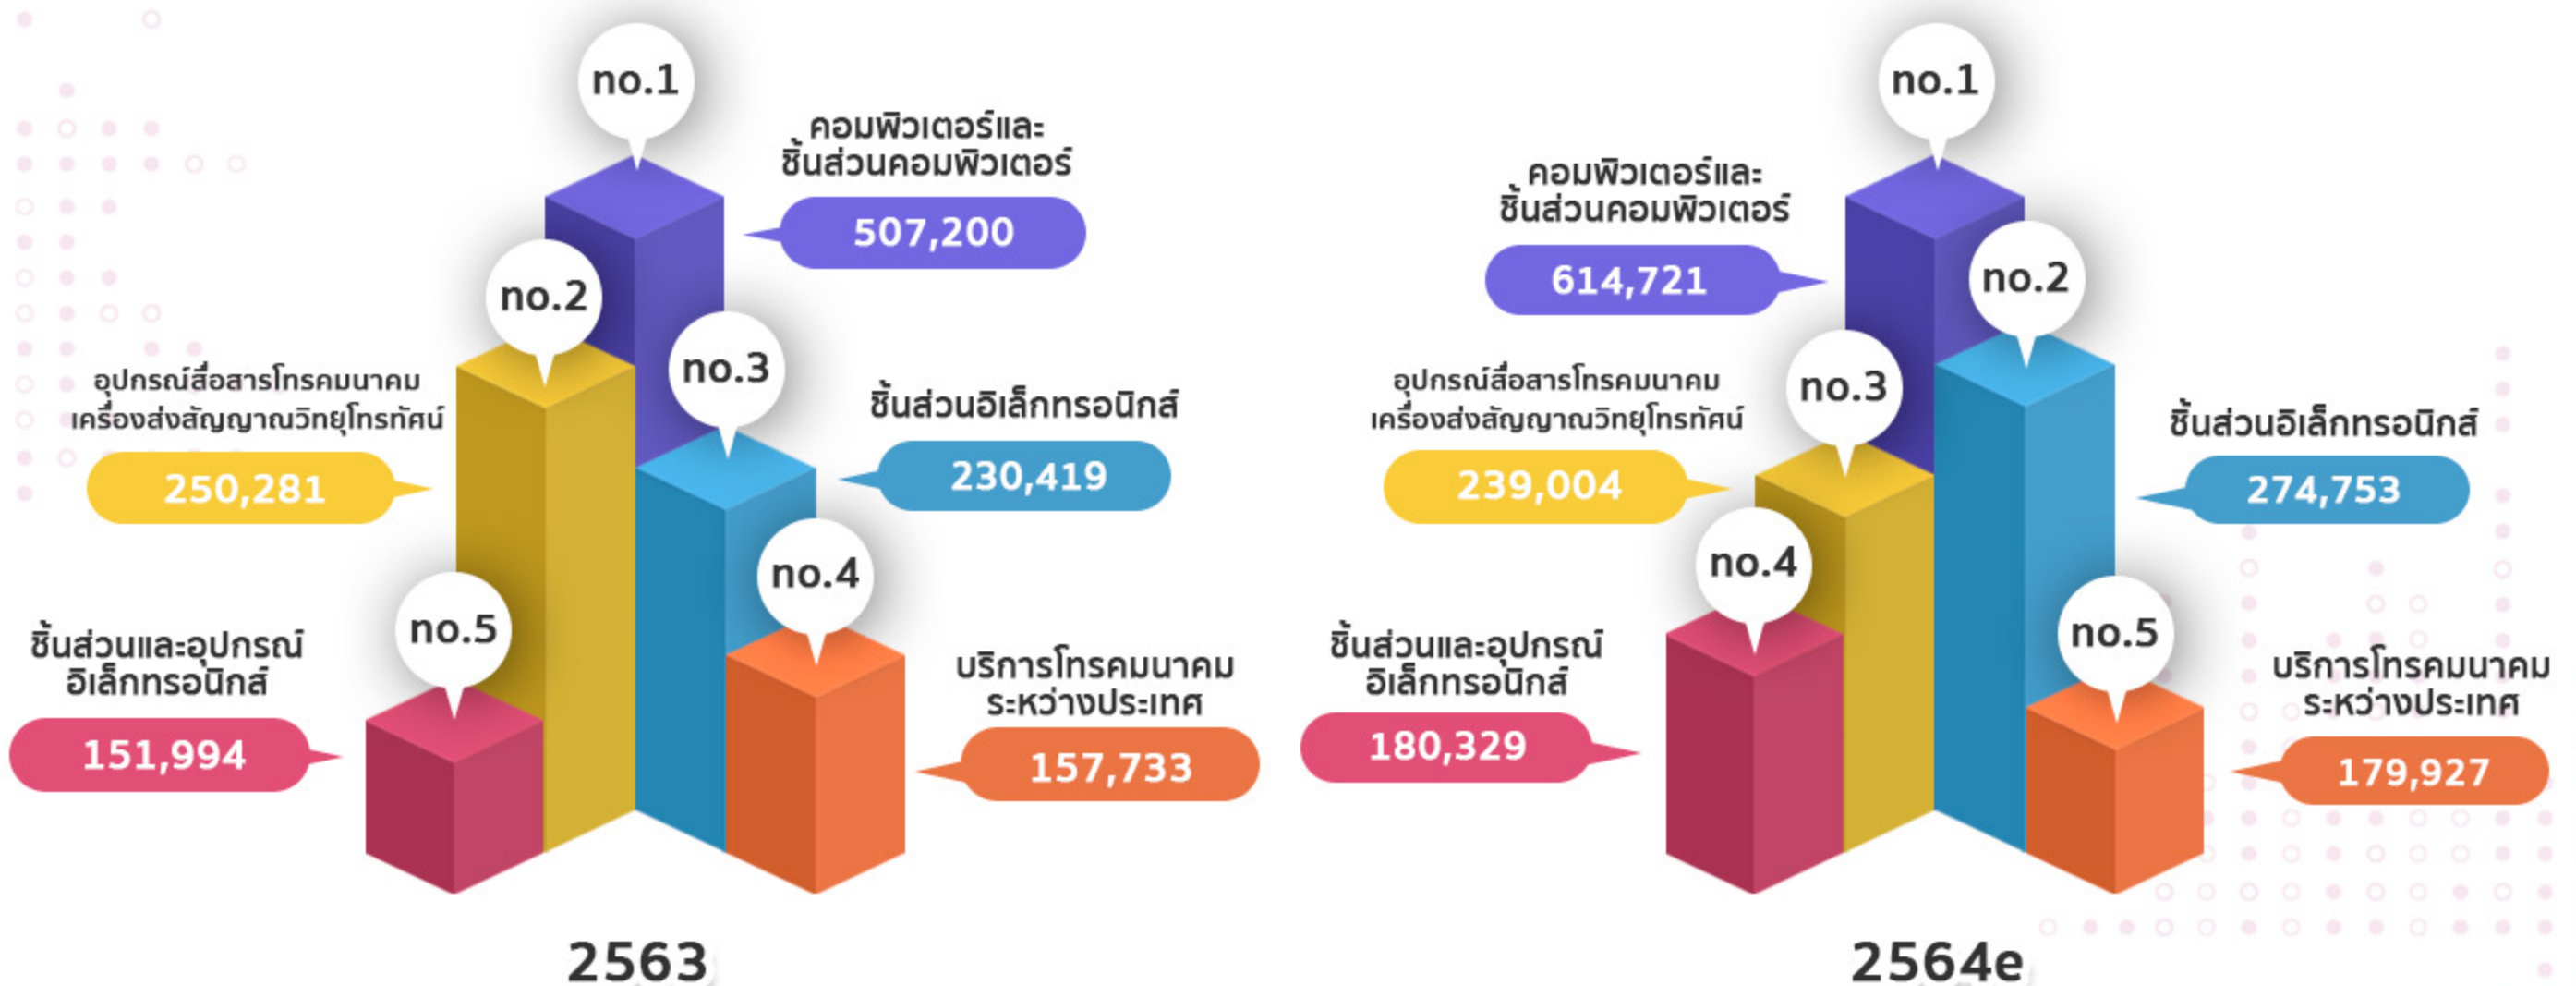 no.1
คอมพิวเตอร์และ
ชิ้นส่วนคอมพิวเตอร์
507,200
no.2
อุปกรณ์สื่อสารโทรคมนาคม
เครื่องส่งสัญญาณวิทยุโทรทัศน์
250,281
no.3
ชิ้นส่วนอิเล็กทรอนิกส์
230,419
no.4
บริการโทรคมนาคม
ระหว่างประเทศ
157,733
no.5
ชิ้นส่วนและอุปกรณ์
อิเล็กทรอนิกส์
151,994
2563
no.1
คอมพิวเตอร์และ
ชิ้นส่วนคอมพิวเตอร์
614,721
no.2
ชิ้นส่วนอิเล็กทรอนิกส์
274,753
no.3
อุปกรณ์สื่อสารโทรคมนาคม
เครื่องส่งสัญญาณวิทยุโทรทัศน์
239,004
no.4
ชิ้นส่วนและอุปกรณ์
อิเล็กทรอนิกส์
180,329
no.5
บริการโทรคมนาคม
ระหว่างประเทศ
179,927
2564e